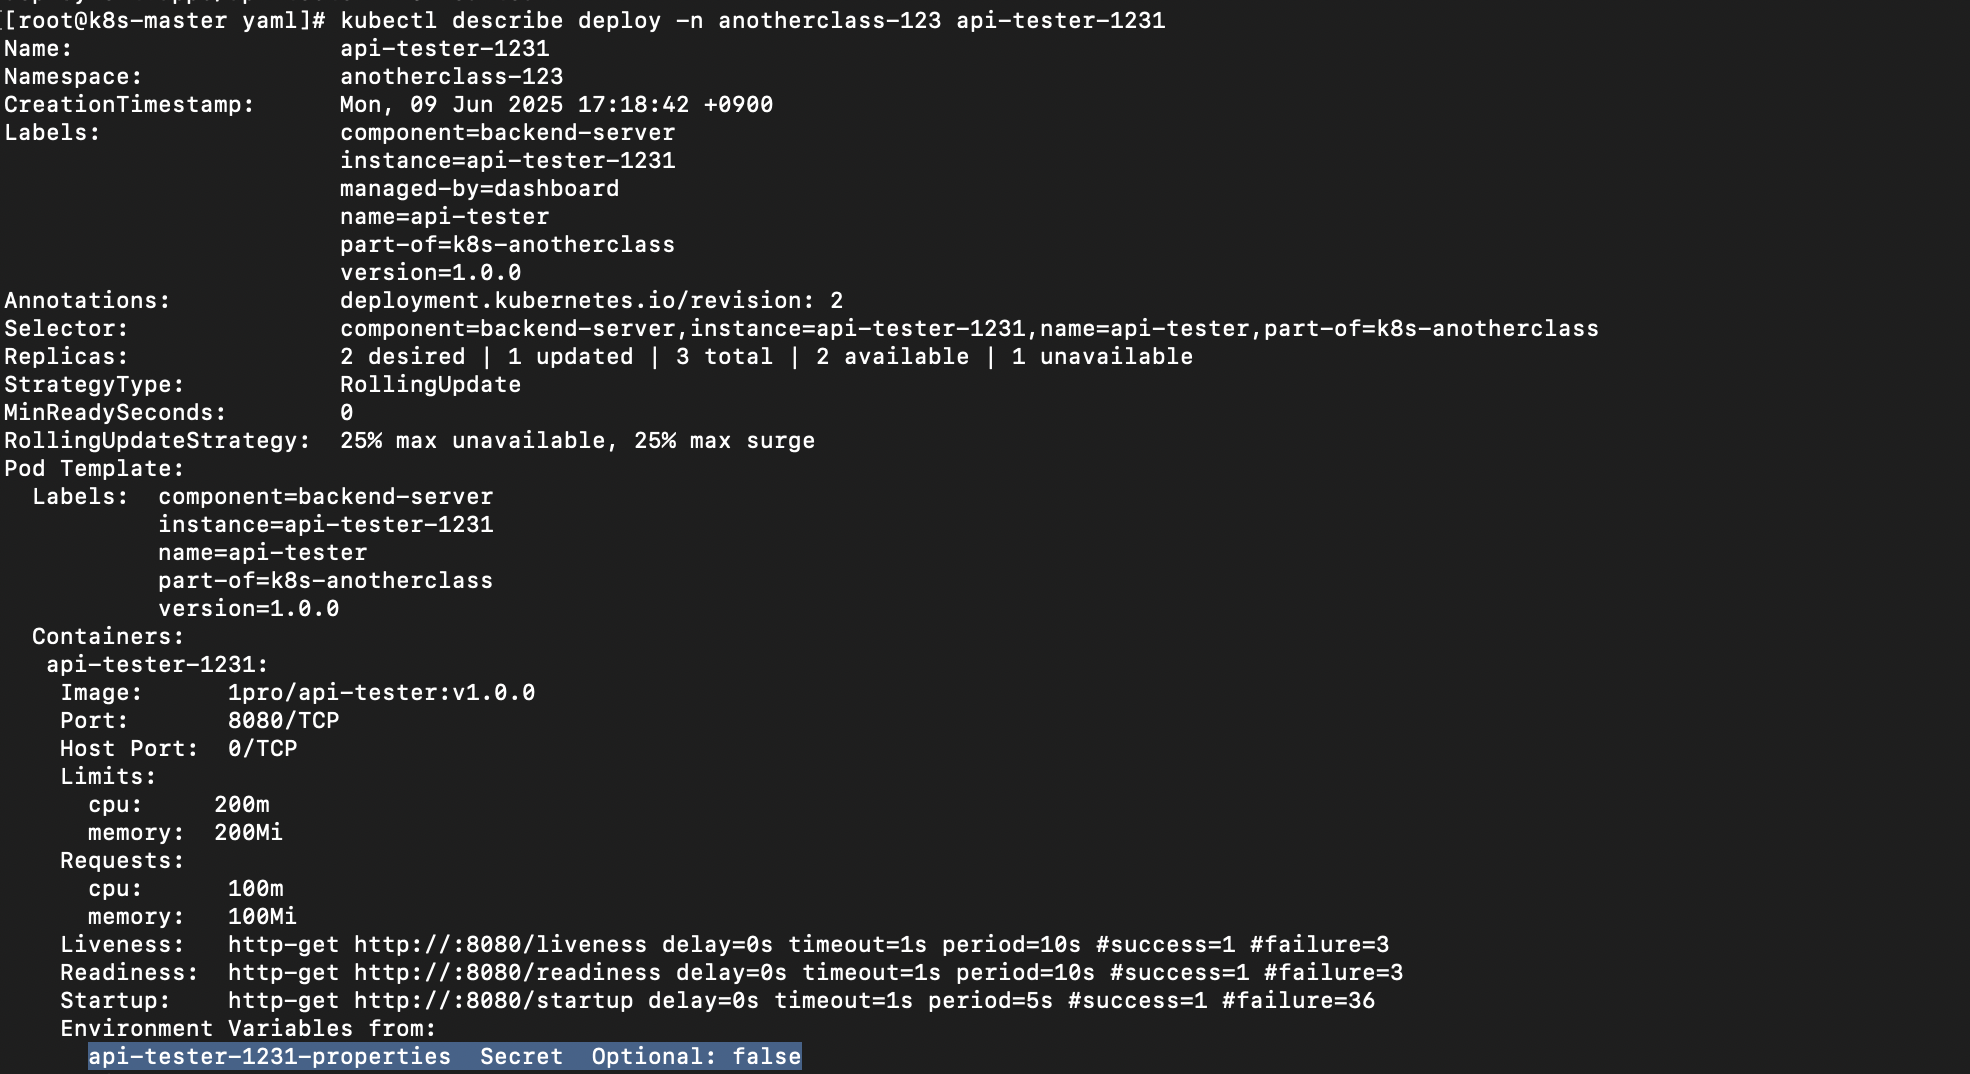 [[root@k8s-master yaml]# kubectl describe deploy -n anotherclass-123 api-tester-1231
Name:                   api-tester-1231
Namespace:              anotherclass-123
CreationTimestamp:      Mon, 09 Jun 2025 17:18:42 +0900
Labels:                 component=backend-server
                        instance=api-tester-1231
                        managed-by=dashboard
                        name=api-tester
                        part-of=k8s-anotherclass
                        version=1.0.0
Annotations:            deployment.kubernetes.io/revision: 2
Selector:               component=backend-server,instance=api-tester-1231,name=api-tester,part-of=k8s-anotherclass
Replicas:               2 desired | 1 updated | 3 total | 2 available | 1 unavailable
StrategyType:           RollingUpdate
MinReadySeconds:        0
RollingUpdateStrategy:  25% max unavailable, 25% max surge
Pod Template:
  Labels:  component=backend-server
           instance=api-tester-1231
           name=api-tester
           part-of=k8s-anotherclass
           version=1.0.0
  Containers:
   api-tester-1231:
    Image:      1pro/api-tester:v1.0.0
    Port:       8080/TCP
    Host Port:  0/TCP
    Limits:
      cpu:     200m
      memory:  200Mi
    Requests:
      cpu:      100m
      memory:   100Mi
    Liveness:   http-get http://:8080/liveness delay=0s timeout=1s period=10s #success=1 #failure=3
    Readiness:  http-get http://:8080/readiness delay=0s timeout=1s period=10s #success=1 #failure=3
    Startup:    http-get http://:8080/startup delay=0s timeout=1s period=5s #success=1 #failure=36
    Environment Variables from:
      api-tester-1231-properties  Secret  Optional: false